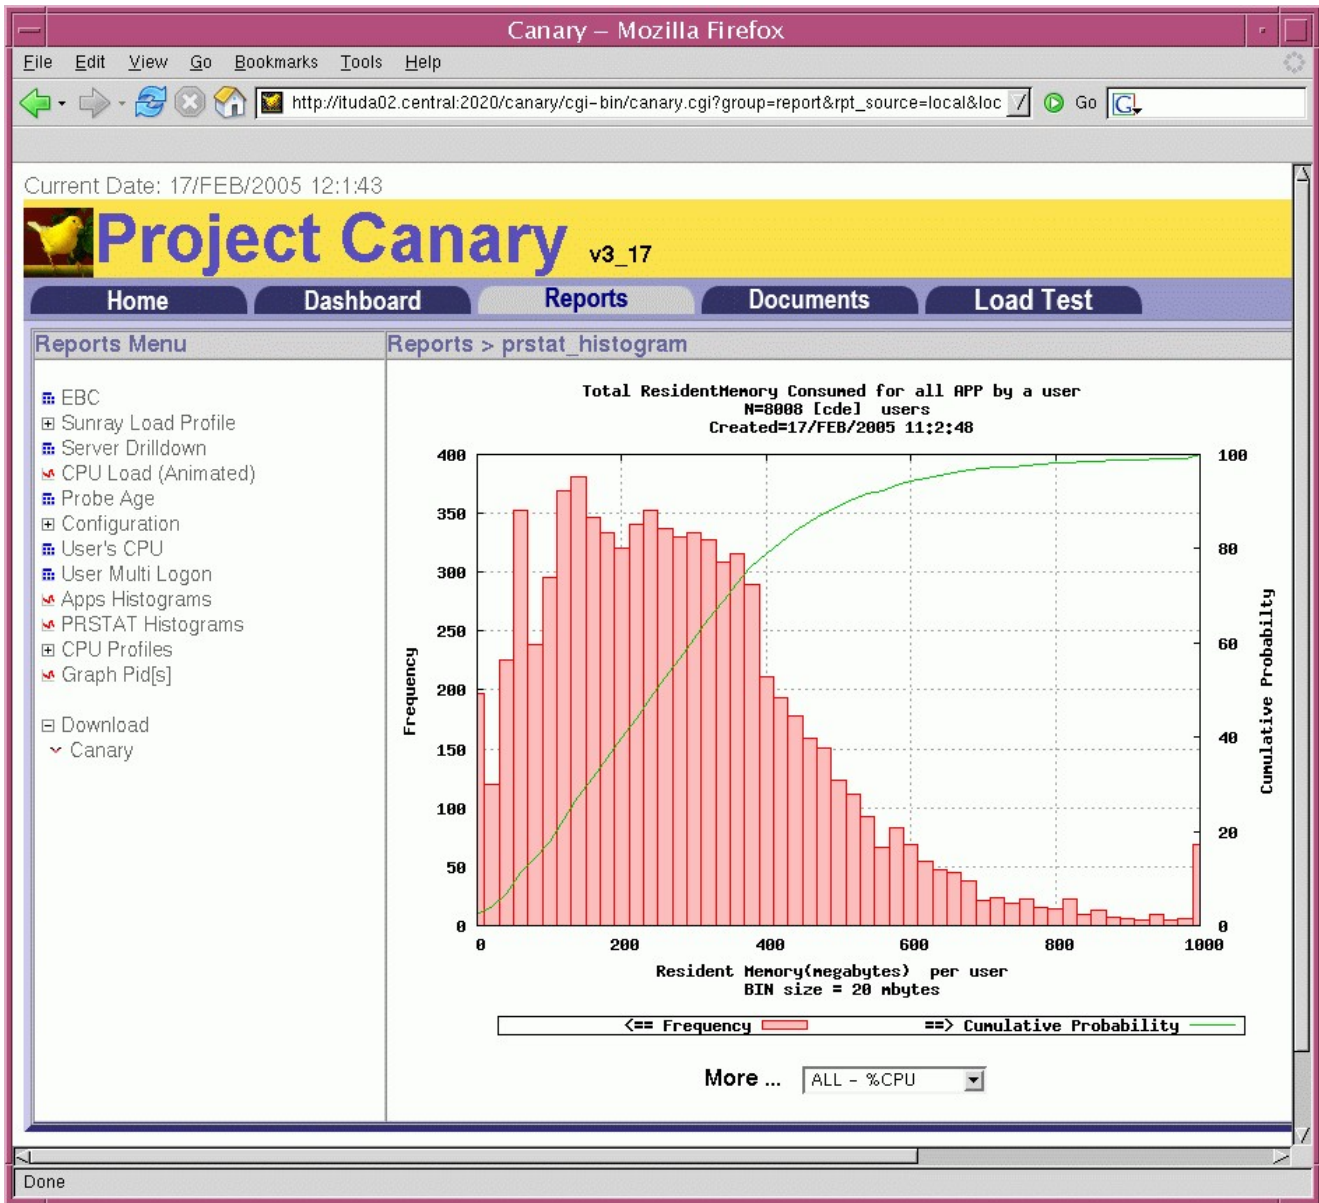 Canary – Mozilla Firefox
File Edit View Go Bookmarks Tools Help
http://ituda02.central:2020/canary/cgi-bin/canary.cgi?group=report&rpt_source=local&loc Go G
Current Date: 17/FEB/2005 12:1:43
Project Canary v3_17
Home Dashboard Reports Documents Load Test
Reports Menu
EBC
Sunray Load Profile
Server Drilldown
CPU Load (Animated)
Probe Age
Configuration
User's CPU
User Multi Logon
Apps Histograms
PRSTAT Histograms
CPU Profiles
Graph Pid[s]
Download
Canary
Reports > prstat_histogram
Total ResidentMemory Consumed for all APP by a user
N=8008 [cde] users
Created=17/FEB/2005 11:2:48
400
350
300
250
200
150
100
50
0
Frequency
100
80
60
40
20
0
Cumulative Probabilty
0 200 400 600 800 1000
Resident Memory(megabytes) per user
BIN size = 20 mbytes
<== Frequency ==> Cumulative Probability
More ... ALL - %CPU
Done